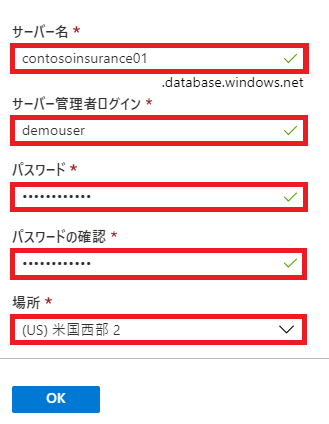 サーバー名 *
contosoinsurance01
.database.windows.net
サーバー管理者ログイン *
demouser
パスワード *
••••••••••••
パスワードの確認 *
••••••••••••
場所 *
(US) 米国西部 2
OK